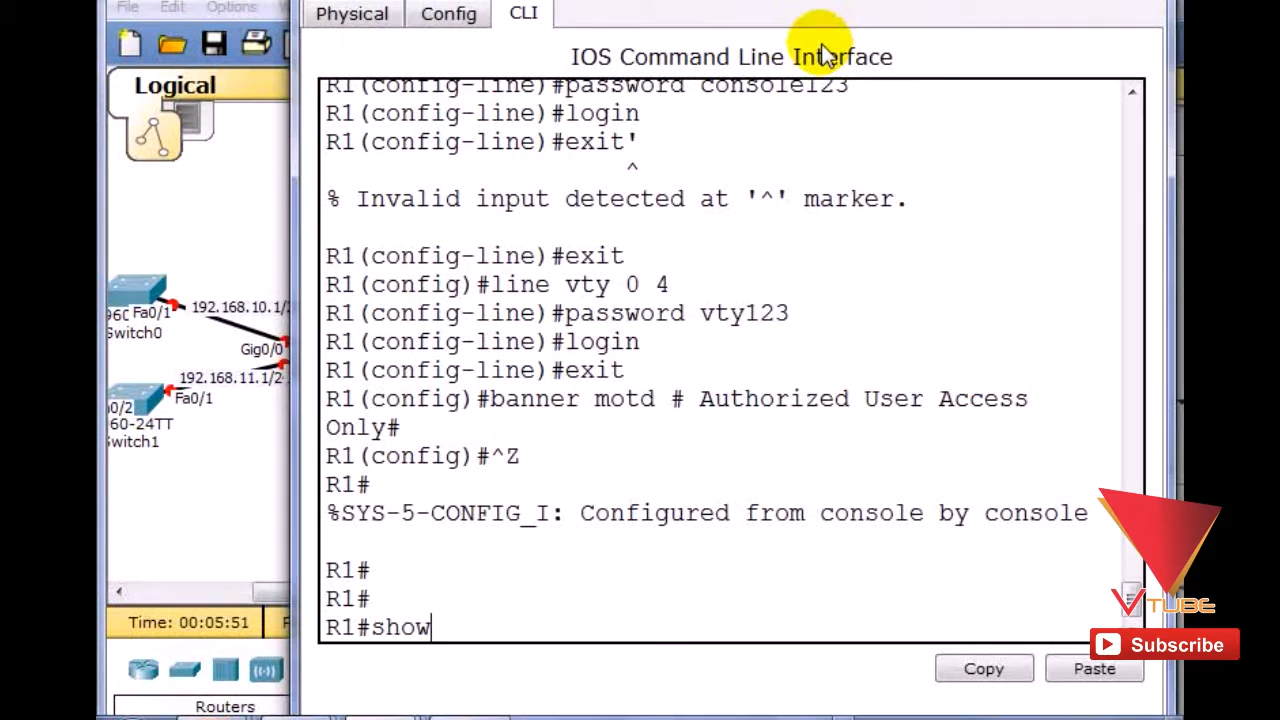 File Edit Options
Physical Config CLI
IOS Command Line Interface
Logical
R1(config-line)#password console123
R1(config-line)#login
R1(config-line)#exit'
^
% Invalid input detected at '^' marker.
R1(config-line)#exit
R1(config)#line vty 0 4
R1(config-line)#password vty123
R1(config-line)#login
R1(config-line)#exit
R1(config)#banner motd # Authorized User Access
Only#
R1(config)#^Z
R1#
%SYS-5-CONFIG_I: Configured from console by console
R1#
R1#
R1#show
192.168.10.1/2
Fa0/1
Switch0
Gig0/0
192.168.11.1/2
Fa0/1
0/2
60-24TT
Switch1
Time: 00:05:51
Routers
Copy Paste
VTUBE
Subscribe